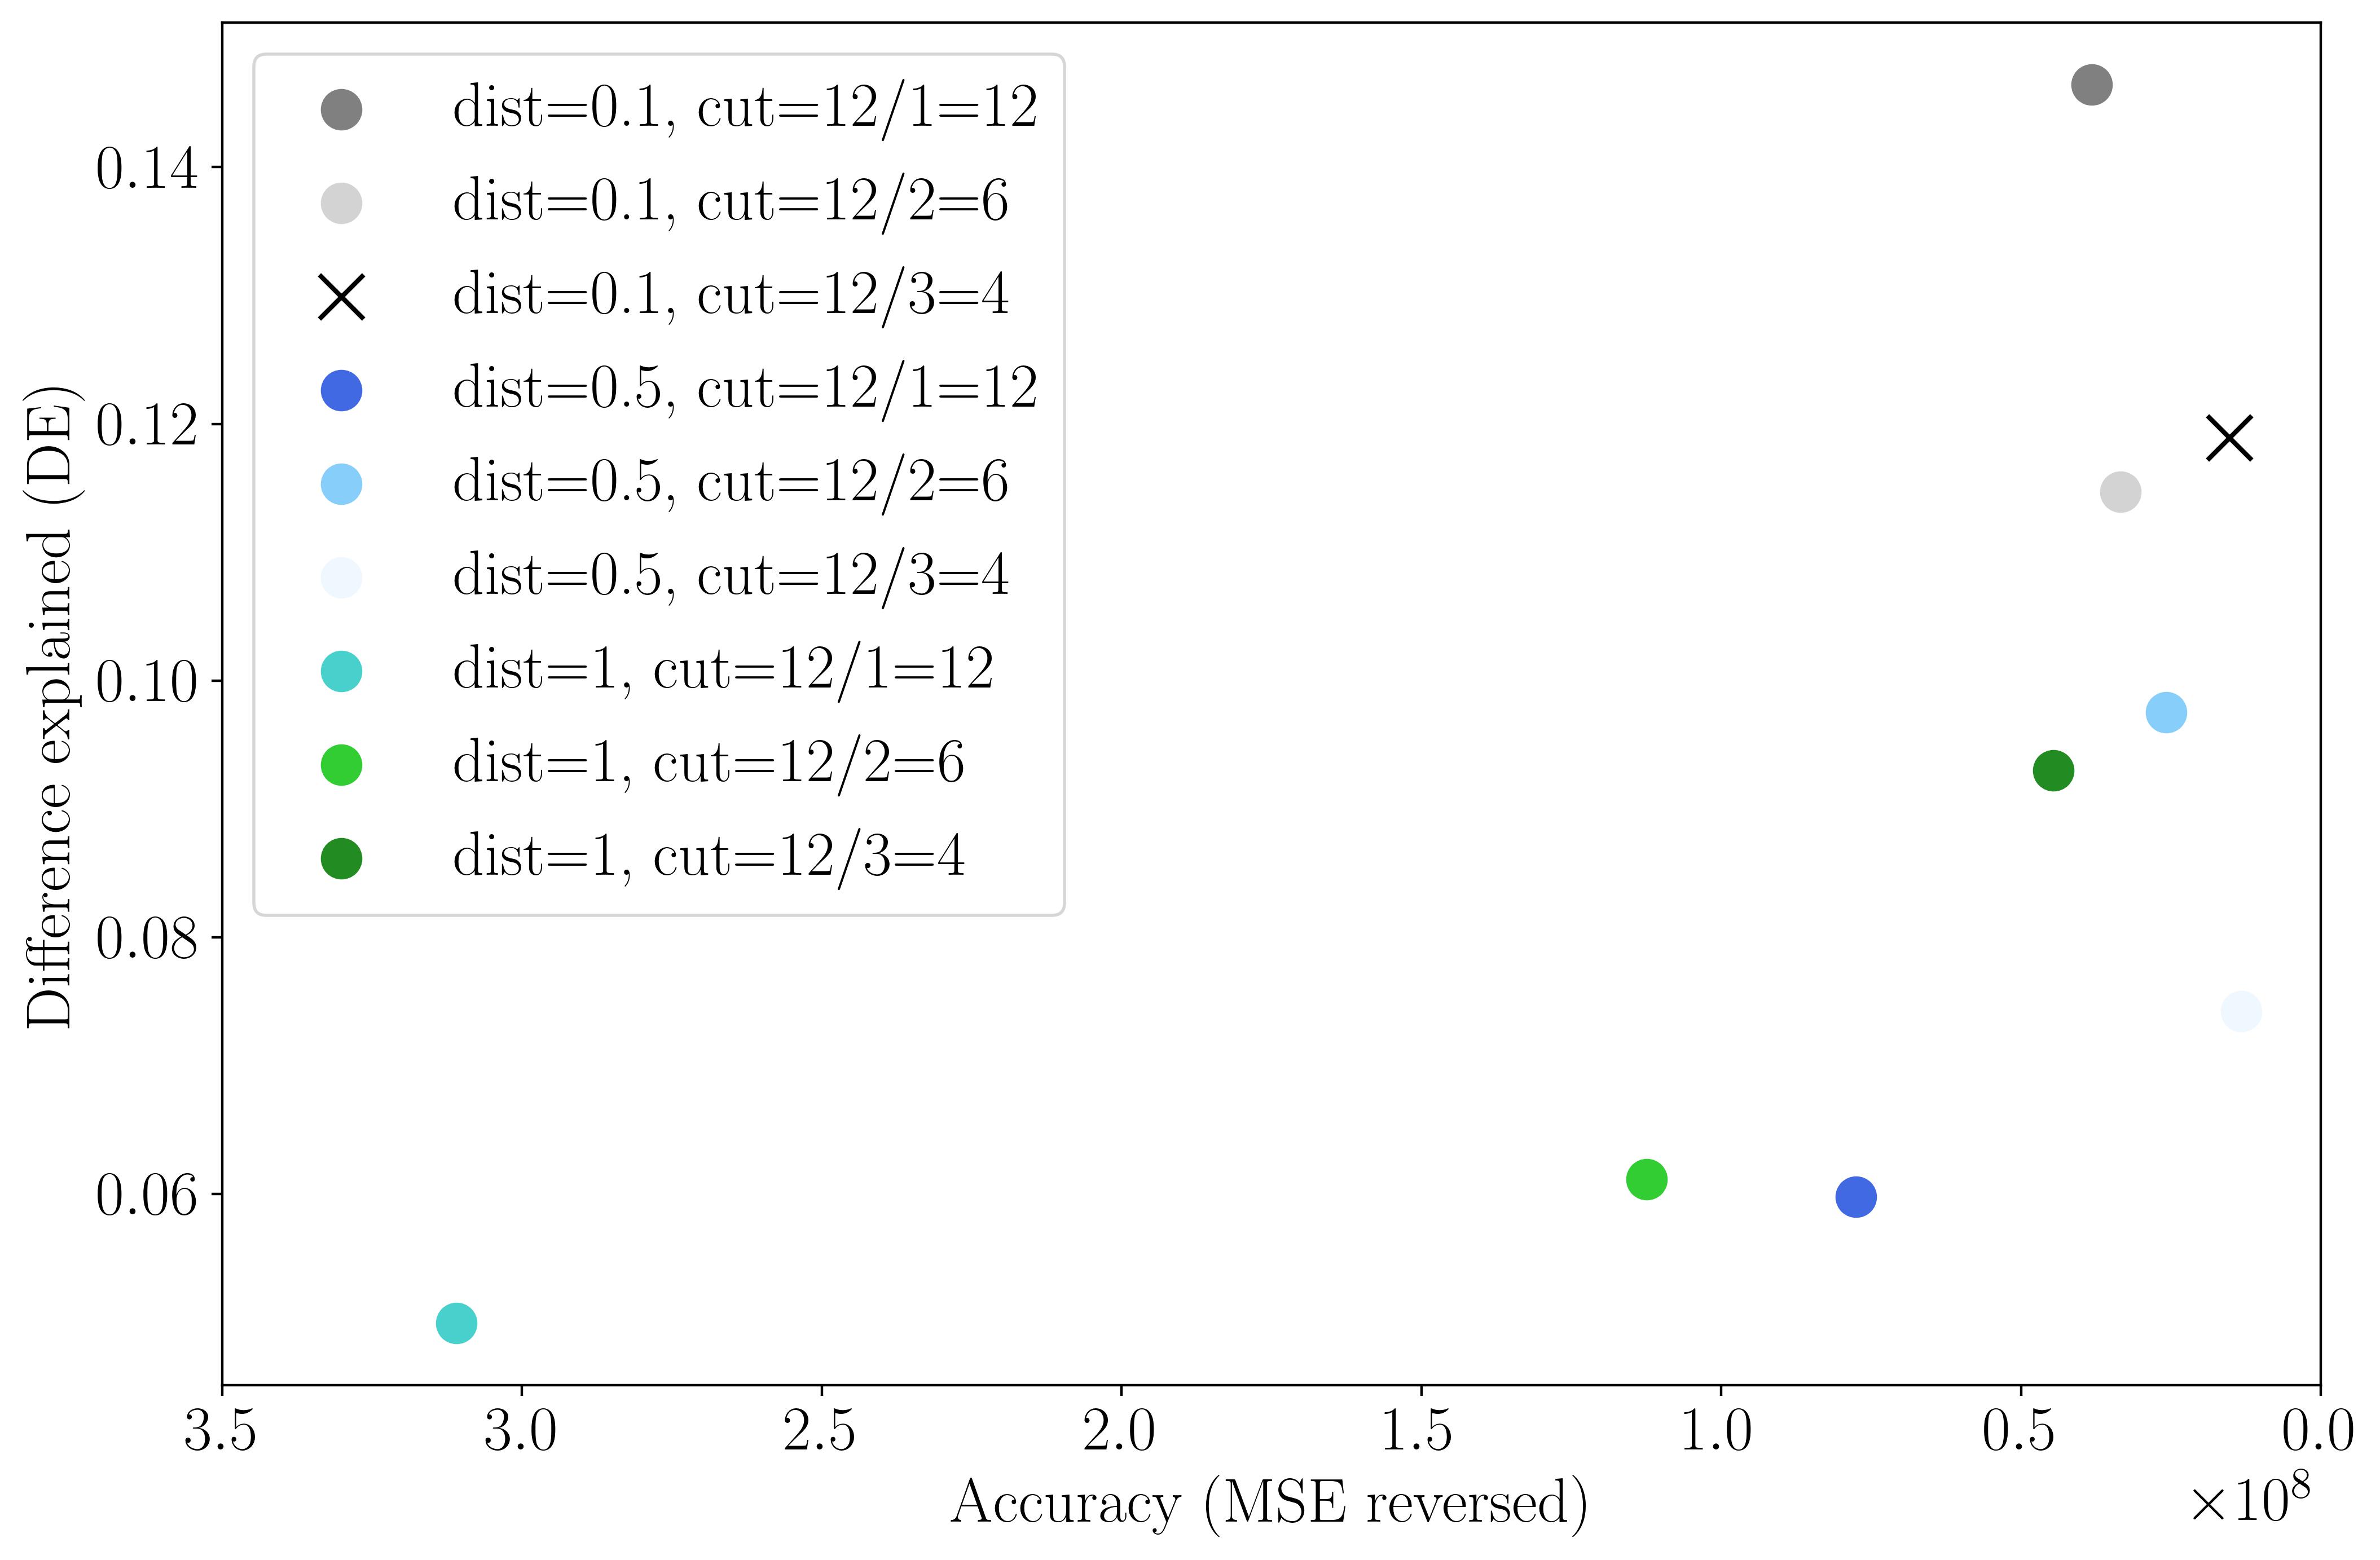 dist=0.1, cut=12/1=12
dist=0.1, cut=12/2=6
dist=0.1, cut=12/3=4
dist=0.5, cut=12/1=12
dist=0.5, cut=12/2=6
dist=0.5, cut=12/3=4
dist=1, cut=12/1=12
dist=1, cut=12/2=6
dist=1, cut=12/3=4
Difference explained (DE)
0.14
0.12
0.10
0.08
0.06
3.5 3.0 2.5 2.0 1.5 1.0 0.5 0.0
×10⁸
Accuracy (MSE reversed)